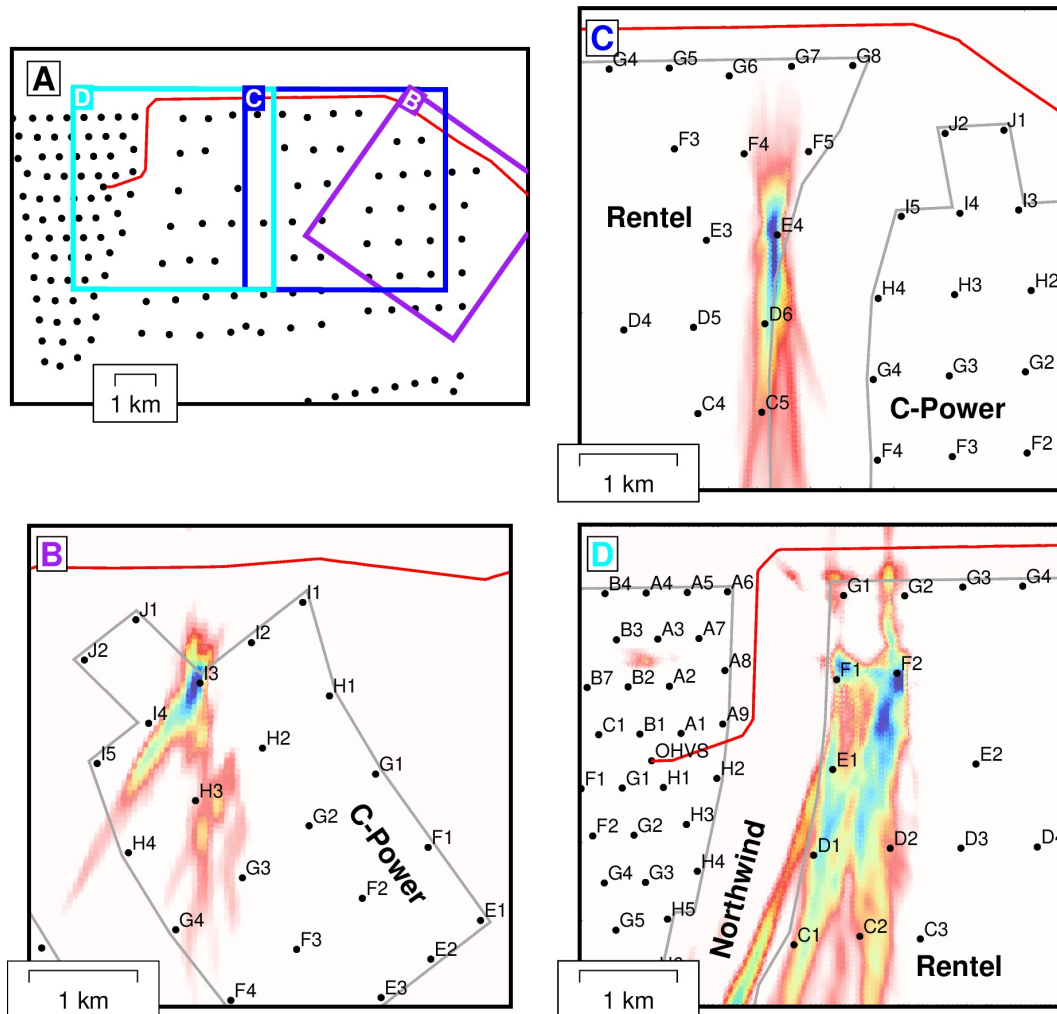 A
D
C
B
1 km
C
G4
G5
G6
G7
G8
J2
J1
F3
F4
F5
Rentel
I5
I4
I3
E3
E4
H4
H3
H2
D4
D5
D6
G4
G3
G2
C4
C5
C-Power
F4
F3
F2
1 km
B
J1
I1
J2
I2
I3
H1
I4
I5
H2
H3
G1
G2
C-Power
F1
H4
G3
F2
G4
E1
F3
E2
F4
E3
1 km
D
B4
A4
A5
A6
G1
G2
G3
G4
B3
A3
A7
A8
B7
B2
A2
F1
F2
C1
B1
A1
A9
OHVS
E1
E2
F1
G1
H1
H2
F2
G2
H3
D1
D2
D3
D4
G4
G3
H4
Northwind
G5
H5
C1
C2
C3
Rentel
1 km